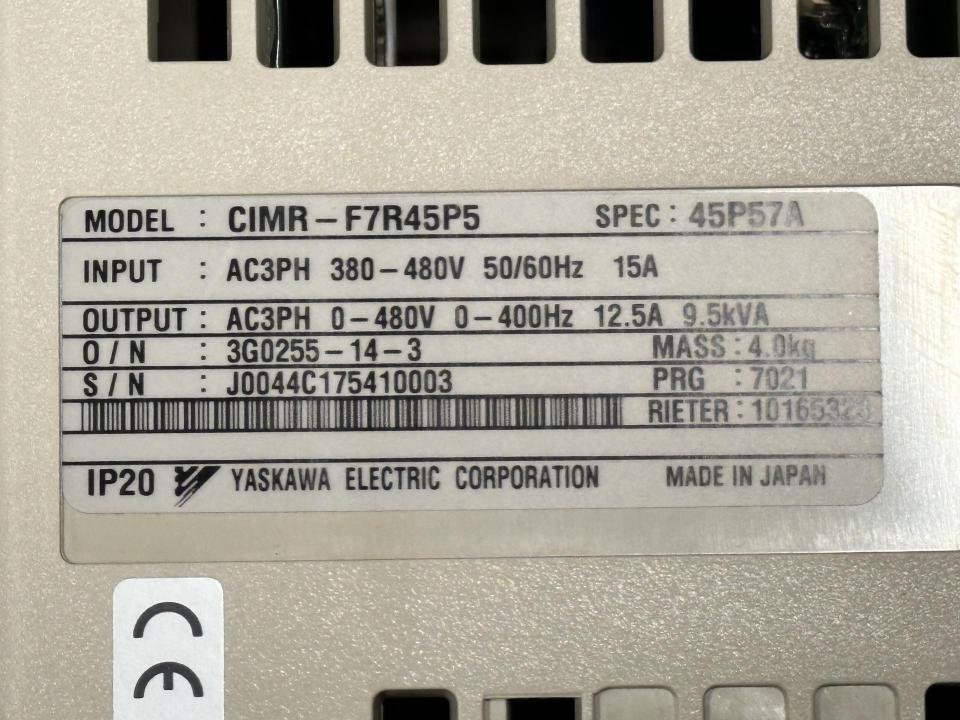 MODEL : CIMR-F7R45P5 SPEC : 45P57A
INPUT : AC3PH 380-480V 50/60Hz 15A
OUTPUT : AC3PH 0-480V 0-400Hz 12.5A 9.5kVA
O/N : 3G0255-14-3 MASS : 4.0kg
S/N : J0044C175410003 PRG : 7021
RIETER :
IP20 YASKAWA ELECTRIC CORPORATION MADE IN JAPAN
CE